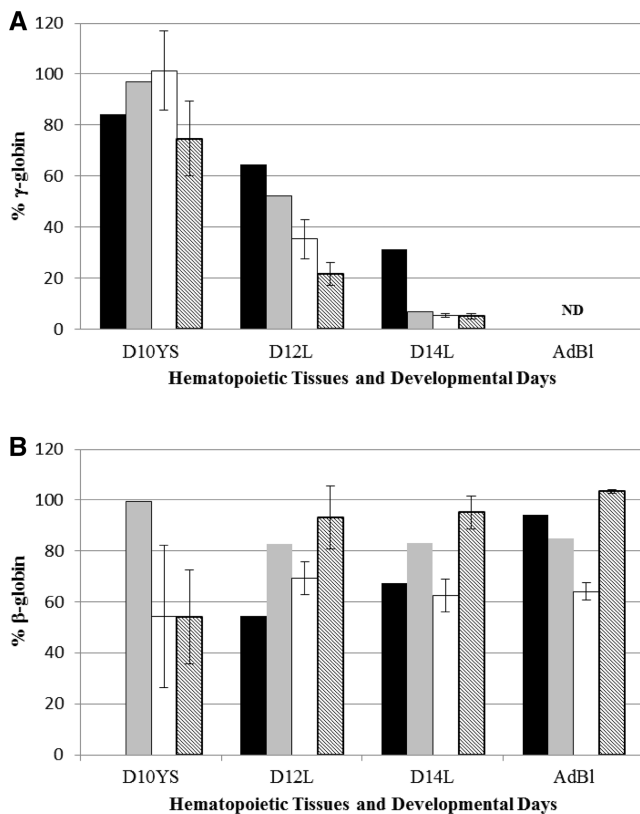 A
120
100
80
60
40
20
0
% γ-globin
ND
D10YS D12L D14L AdBl
Hematopoietic Tissues and Developmental Days
B
120
100
80
60
40
20
0
% β-globin
D10YS D12L D14L AdBl
Hematopoietic Tissues and Developmental Days